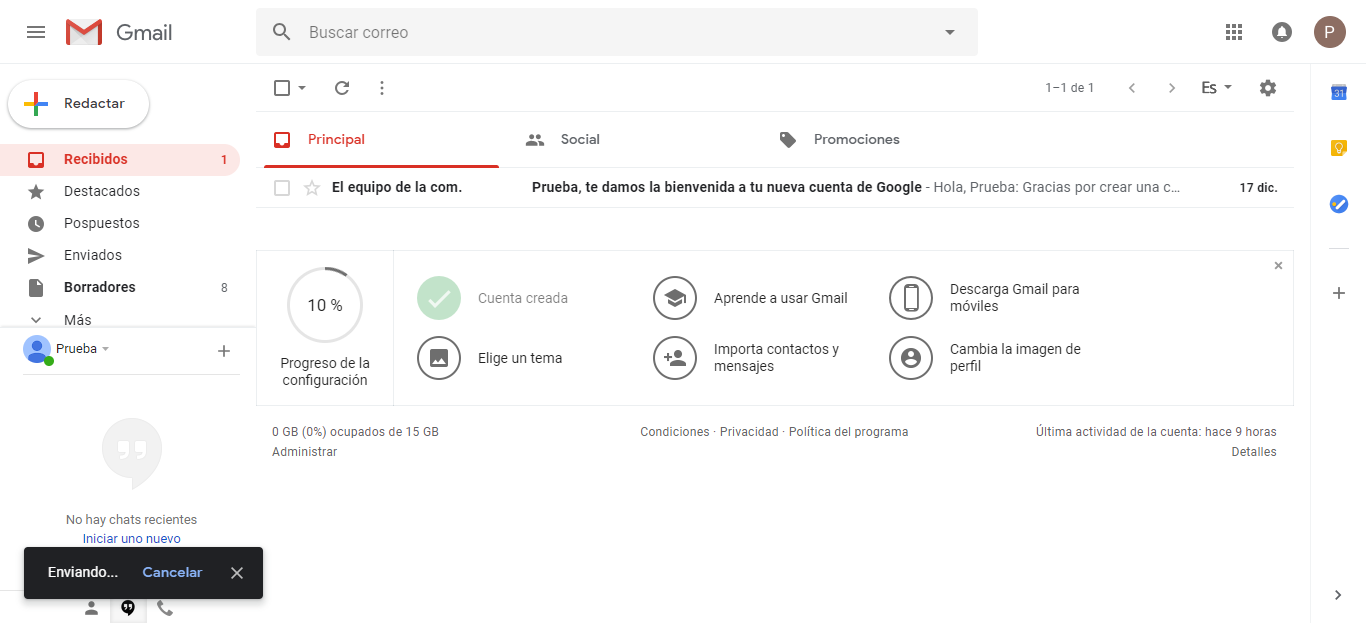 Gmail
Buscar correo
P
Redactar
1–1 de 1
Es
31
Recibidos 1
Destacados
Pospuestos
Enviados
Borradores 8
Más
Principal
Social
Promociones
El equipo de la com.
Prueba, te damos la bienvenida a tu nueva cuenta de Google - Hola, Prueba: Gracias por crear una c...
17 dic.
Prueba
10 %
Progreso de la
configuración
Cuenta creada
Aprende a usar Gmail
Descarga Gmail para
móviles
Elige un tema
Importa contactos y
mensajes
Cambia la imagen de
perfil
0 GB (0%) ocupados de 15 GB
Administrar
Condiciones · Privacidad · Política del programa
Última actividad de la cuenta: hace 9 horas
Detalles
No hay chats recientes
Iniciar uno nuevo
Enviando...
Cancelar